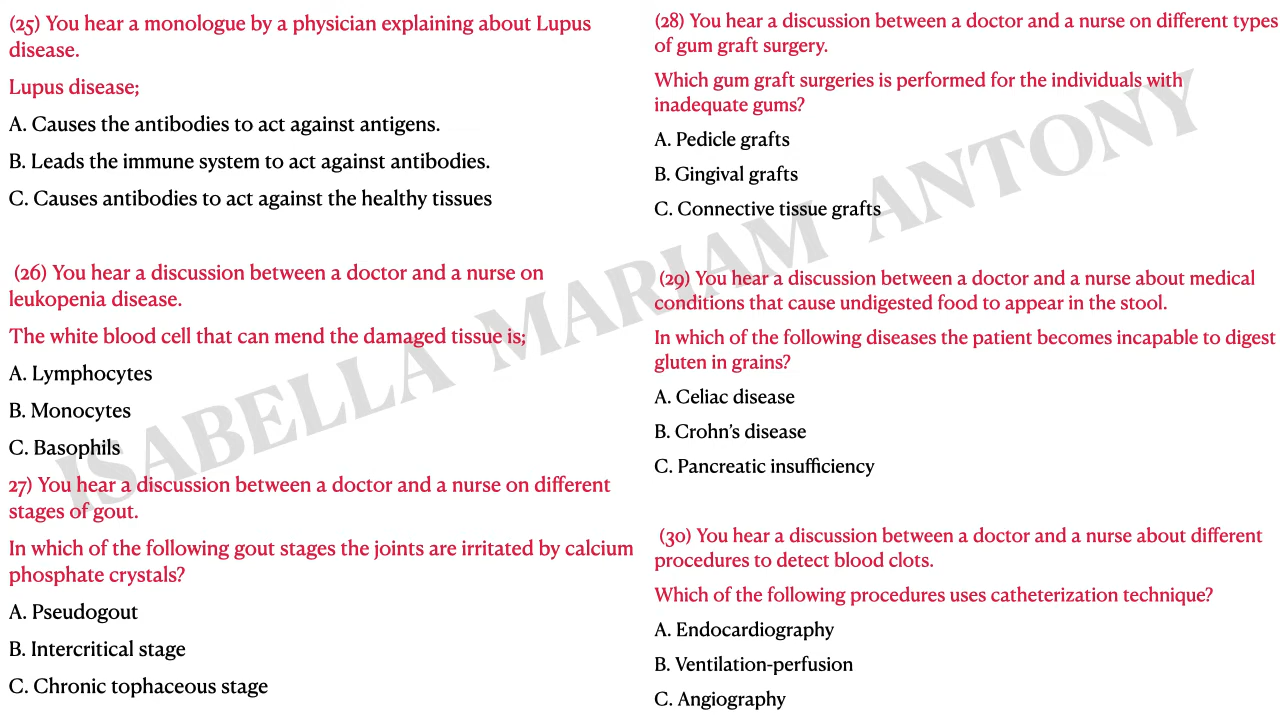 (25) You hear a monologue by a physician explaining about Lupus
disease.
Lupus disease;
A. Causes the antibodies to act against antigens.
B. Leads the immune system to act against antibodies.
C. Causes antibodies to act against the healthy tissues
(26) You hear a discussion between a doctor and a nurse on
leukopenia disease.
The white blood cell that can mend the damaged tissue is;
A. Lymphocytes
B. Monocytes
C. Basophils
27) You hear a discussion between a doctor and a nurse on different
stages of gout.
In which of the following gout stages the joints are irritated by calcium
phosphate crystals?
A. Pseudogout
B. Intercritical stage
C. Chronic tophaceous stage
(28) You hear a discussion between a doctor and a nurse on different types
of gum graft surgery.
Which gum graft surgeries is performed for the individuals with
inadequate gums?
A. Pedicle grafts
B. Gingival grafts
C. Connective tissue grafts
(29) You hear a discussion between a doctor and a nurse about medical
conditions that cause undigested food to appear in the stool.
In which of the following diseases the patient becomes incapable to digest
gluten in grains?
A. Celiac disease
B. Crohn's disease
C. Pancreatic insufficiency
(30) You hear a discussion between a doctor and a nurse about different
procedures to detect blood clots.
Which of the following procedures uses catheterization technique?
A. Endocardiography
B. Ventilation-perfusion
C. Angiography
ISABELLA MARIAM ANTONY